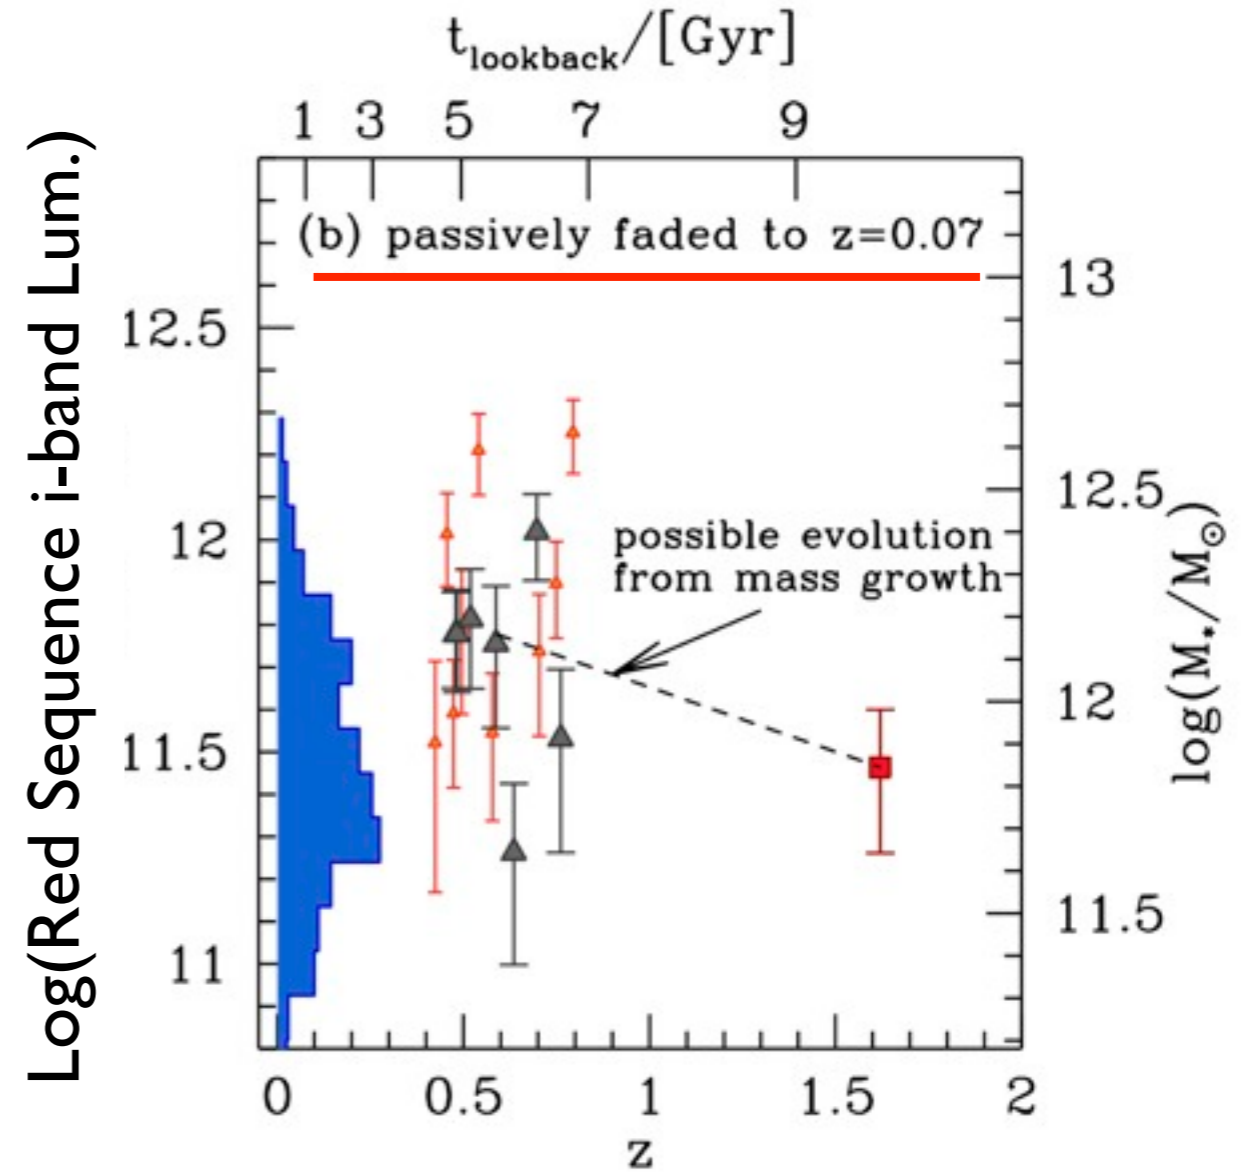 t_lookback/[Gyr]
1 3 5 7 9
(b) passively faded to z=0.07
Log(Red Sequence i-band Lum.)
12.5
12
11.5
11
possible evolution
from mass growth
13
12.5
12
11.5
log(M⋆/M☉)
0 0.5 1 1.5 2
z